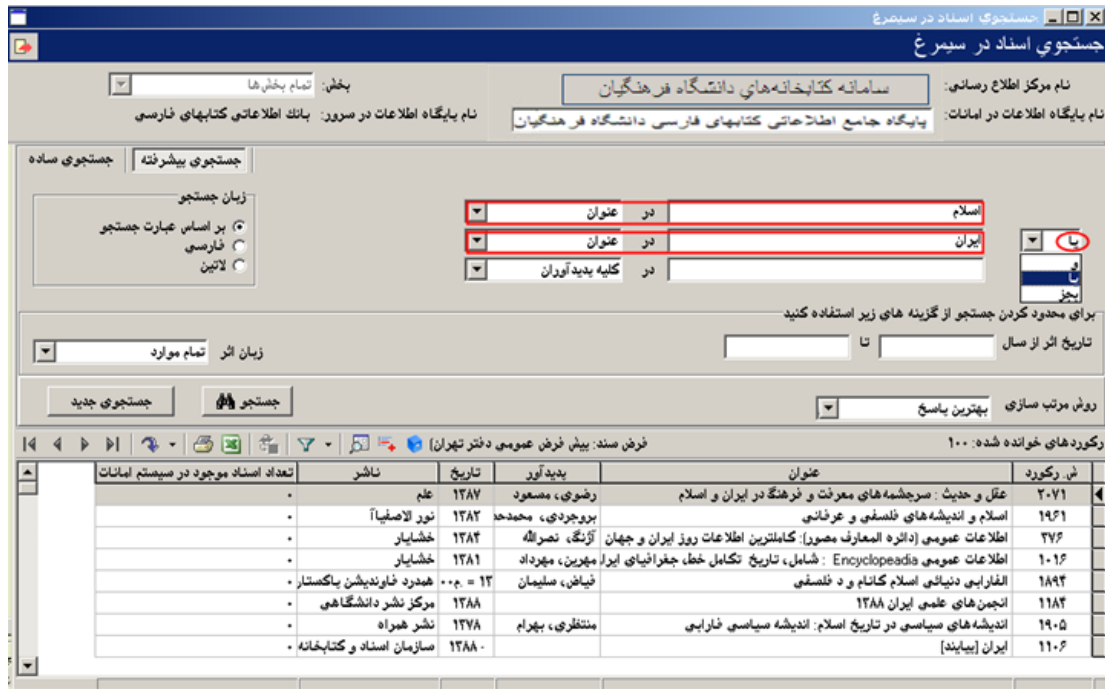 جستجوي اسناد در سيمرغ
جستجوي اسناد در سيمرغ
نام مرکز اطلاع رسانی: سامانه کتابخانه‌های دانشگاه فرهنگیان بخش: تمام بخش‌ها
نام پایگاه اطلاعات در امانات: پایگاه جامع اطلاعاتی کتابهای فارسی دانشگاه فرهنگیان نام پایگاه اطلاعات در سرور: بانك اطلاعاتی کتابهای فارسی
جستجوی پیشرفته جستجوی ساده
زبان جستجو
اسلام در عنوان
بر اساس عبارت جستجو
یا ایران در عنوان
فارسی
و
در کلیه پدیدآوران
لاتین
یا
بجز
برای محدود کردن جستجو از گزینه های زیر استفاده کنید
تاریخ اثر از سال تا زبان اثر تمام موارد
روش مرتب سازی بهترین پاسخ جستجو جستجوی جدید
رکوردهای خوانده شده: ۱۰۰ فرض سند: پیش فرض عمومی دفتر تهران)
ش. رکورد عنوان پدیدآور تاریخ ناشر تعداد اسناد موجود در سیستم امانات
۲۰۷۱ عقل و حدیث : سرچشمه‌های معرفت و فرهنگ در ایران و اسلام رضوی، مسعود ۱۳۸۷ علم ۰
۱۹۶۱ اسلام و اندیشه‌های فلسفی و عرفانی بروجردی، محمدحد ۱۳۸۲ نور الاصفیاآ ۰
۳۷۶ اطلاعات عمومی (دائره المعارف مصور): کاملترین اطلاعات روز ایران و جهان آژنگ، نصرالله ۱۳۸۴ خشایار ۰
۱۰۱۶ اطلاعات عمومی Encyclopeadia : شامل، تاریخ تکامل خط، جغرافیای ایرا مهرین، مهرداد ۱۳۸۱ خشایار ۰
۱۸۹۴ الفارابی دنیائی اسلام کانام و د فلسفی فیاض، سلیمان ۱۳ = م۰۰. همدرد فاوندیشن پاکستار ۰
۱۱۸۴ انجمن‌های علمی ایران ۱۳۸۸ ۱۳۸۸ مرکز نشر دانشگاهی ۰
۱۹۰۵ اندیشه‌های سیاسی در تاریخ اسلام: اندیشه سیاسی فارابی منتظری، بهرام ۱۳۷۸ نشر همراه ۰
۱۱۰۶ ایران [بیایند] ۱۳۸۸- سازمان اسناد و کتابخانه ۰